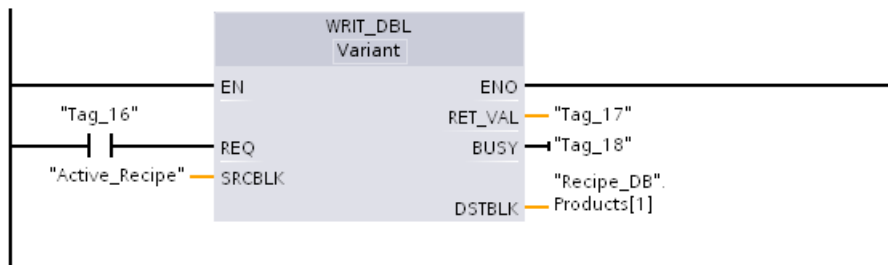 WRIT_DBL
Variant
EN
ENO
"Tag_16"
RET_VAL
"Tag_17"
REQ
BUSY
"Tag_18"
"Active_Recipe"
SRCBLK
"Recipe_DB".
DSTBLK
Products[1]